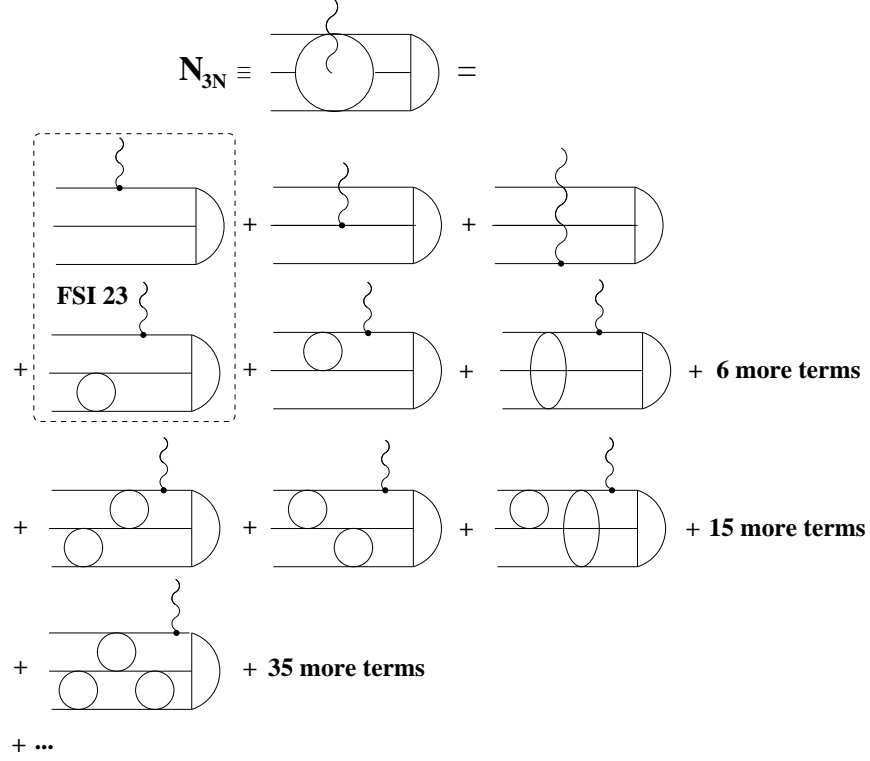 N3N ≡ =
+ +
FSI 23
+ + + + 6 more terms
+ + + + 15 more terms
+ + 35 more terms
+ ...